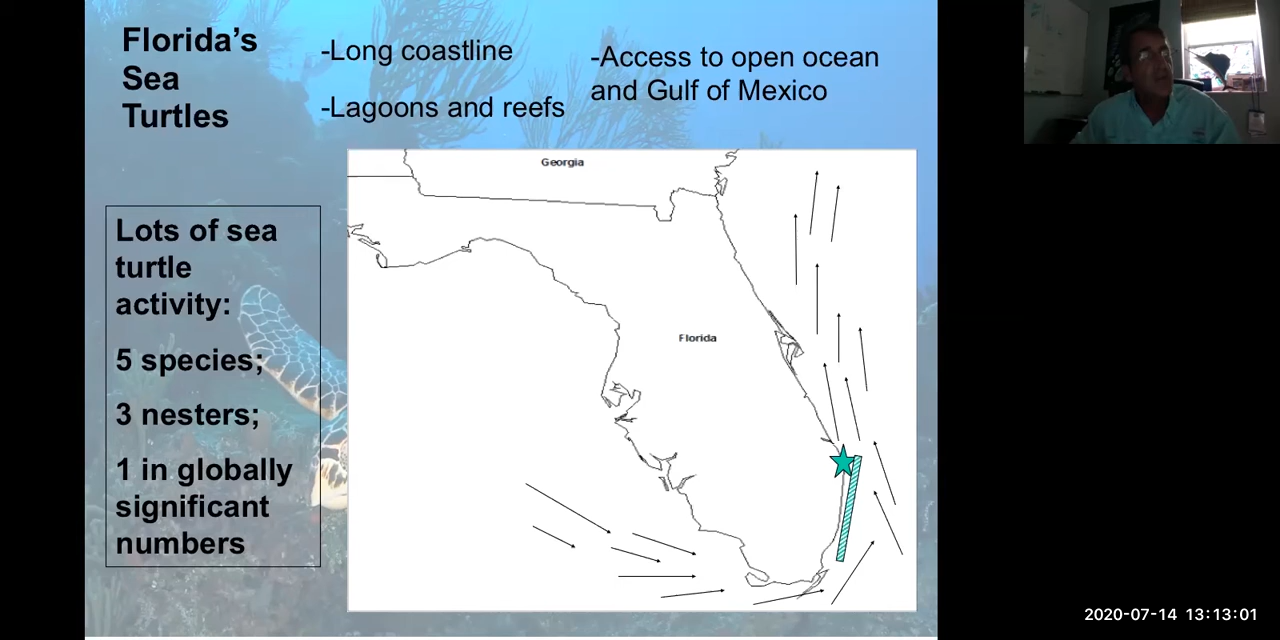 Florida’s
Sea
Turtles
-Long coastline
-Lagoons and reefs
-Access to open ocean
and Gulf of Mexico
Lots of sea
turtle
activity:
5 species;
3 nesters;
1 in globally
significant
numbers
Georgia
Florida
2020-07-14 13:13:01